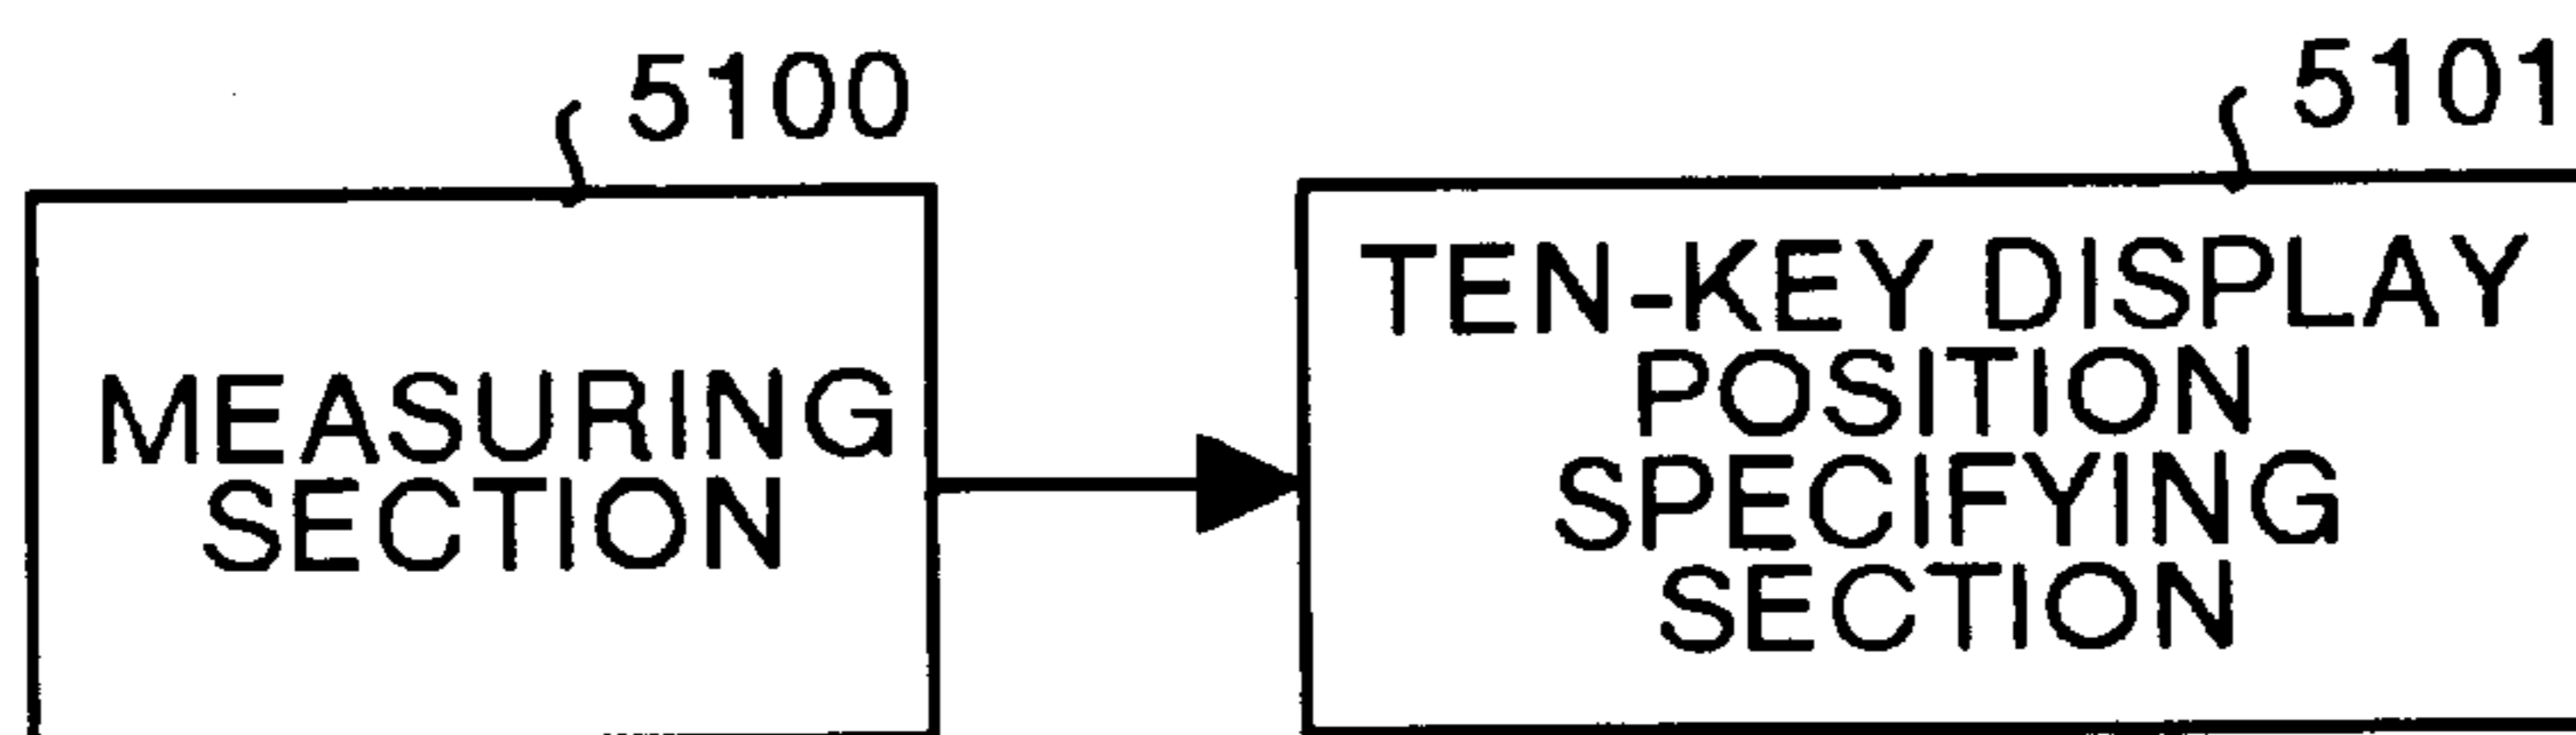 5100
5101
MEASURING
SECTION
TEN-KEY DISPLAY
POSITION
SPECIFYING
SECTION